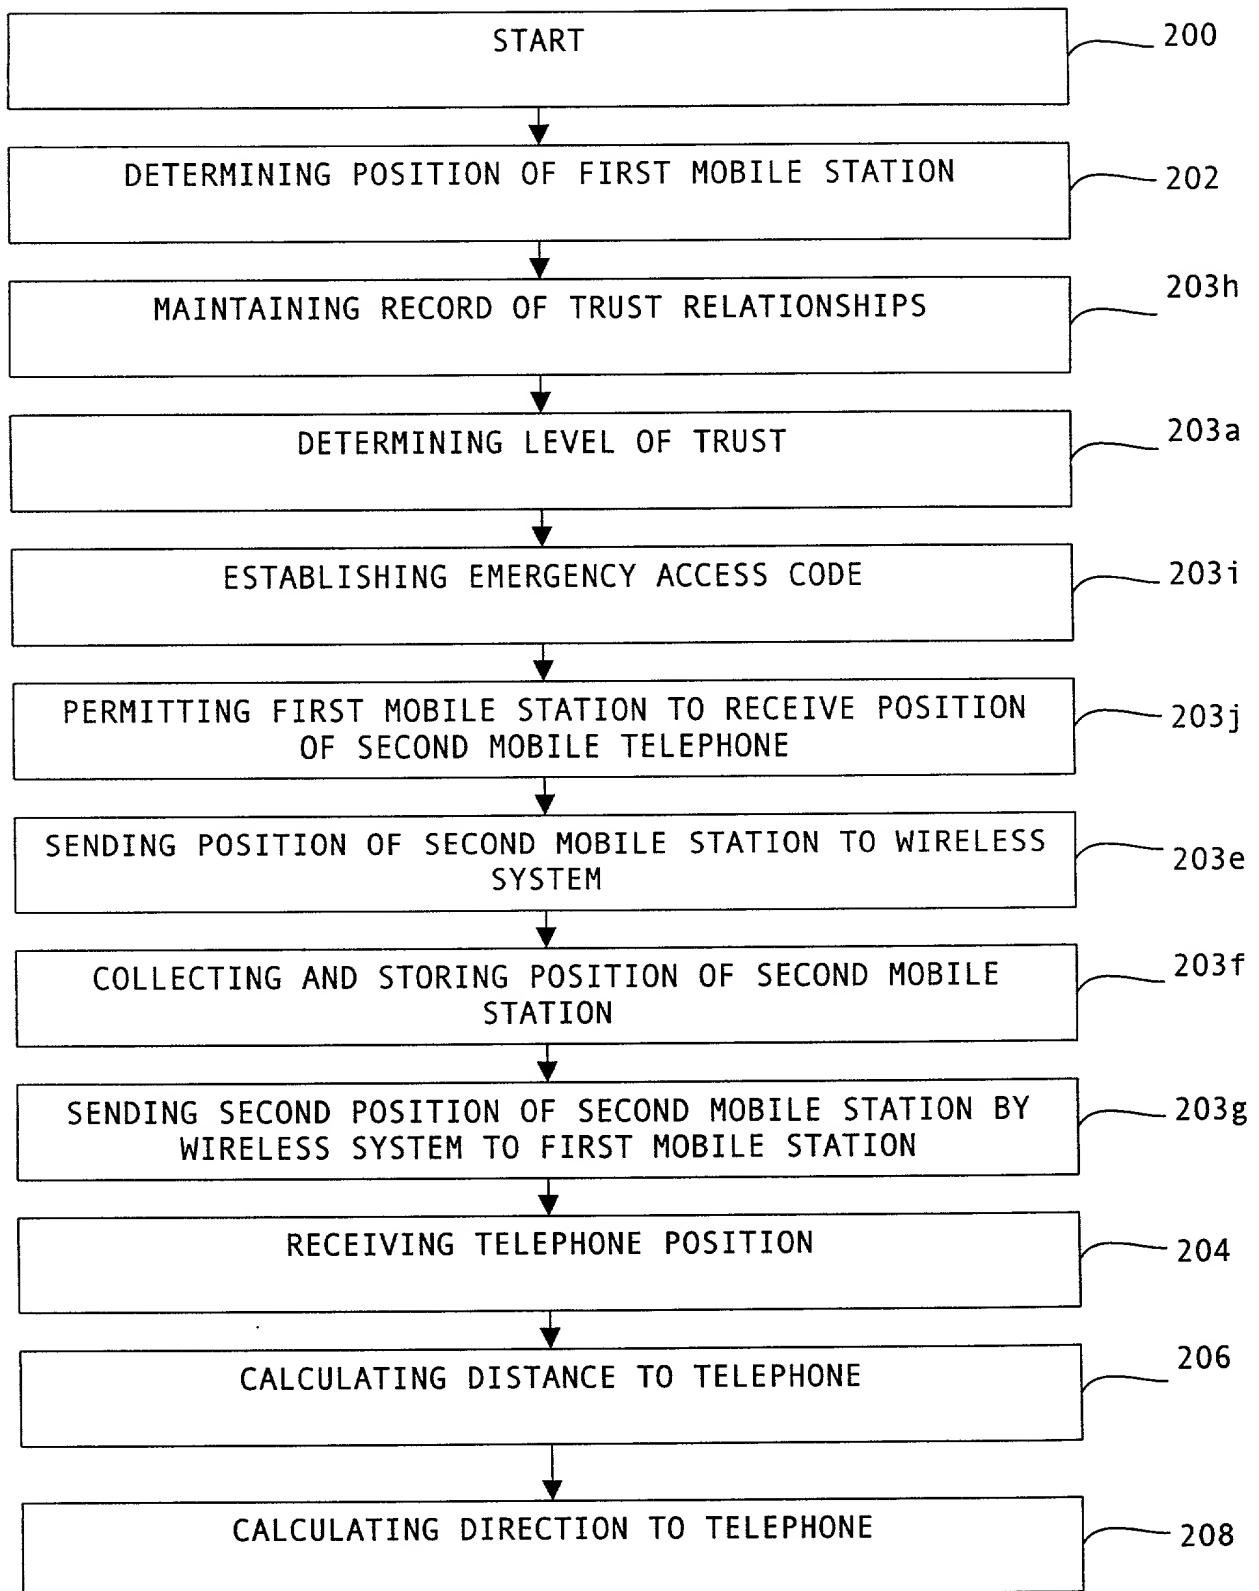 START
200
DETERMINING POSITION OF FIRST MOBILE STATION
202
MAINTAINING RECORD OF TRUST RELATIONSHIPS
203h
DETERMINING LEVEL OF TRUST
203a
ESTABLISHING EMERGENCY ACCESS CODE
203i
PERMITTING FIRST MOBILE STATION TO RECEIVE POSITION
OF SECOND MOBILE TELEPHONE
203j
SENDING POSITION OF SECOND MOBILE STATION TO WIRELESS
SYSTEM
203e
COLLECTING AND STORING POSITION OF SECOND MOBILE
STATION
203f
SENDING SECOND POSITION OF SECOND MOBILE STATION BY
WIRELESS SYSTEM TO FIRST MOBILE STATION
203g
RECEIVING TELEPHONE POSITION
204
CALCULATING DISTANCE TO TELEPHONE
206
CALCULATING DIRECTION TO TELEPHONE
208